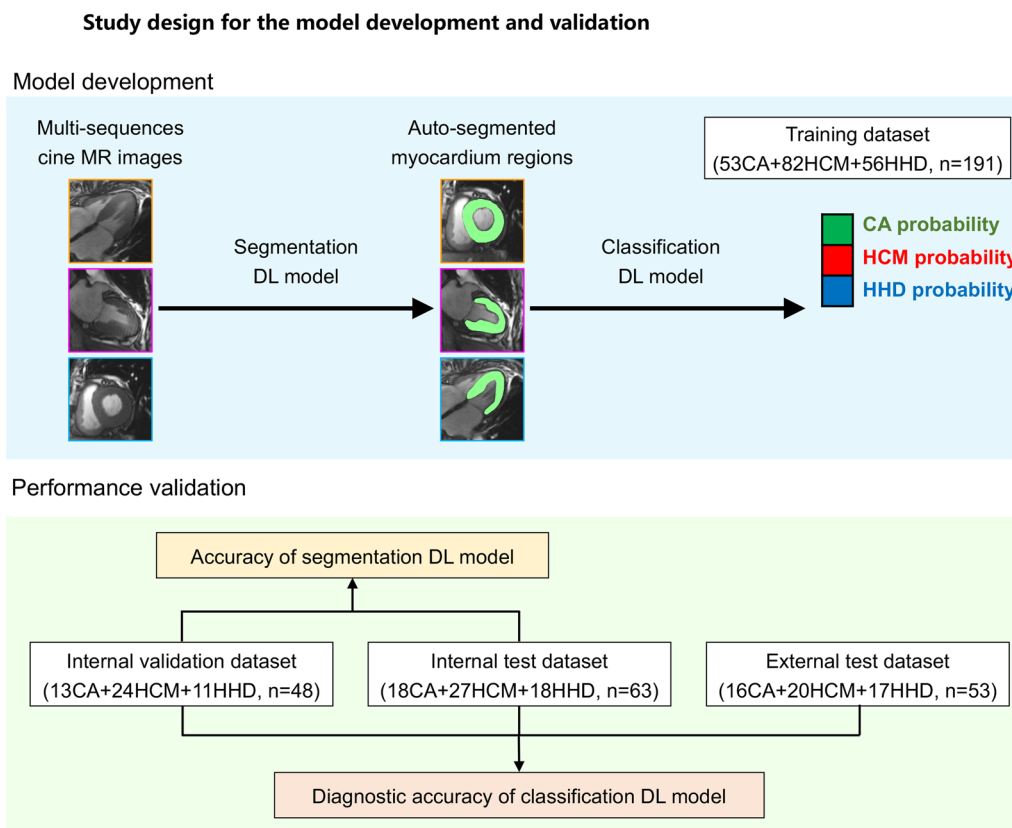 Study design for the model development and validation
Model development
Multi-sequences
cine MR images
Auto-segmented
myocardium regions
Training dataset
(53CA+82HCM+56HHD, n=191)
Segmentation
DL model
Classification
DL model
CA probability
HCM probability
HHD probability
Performance validation
Accuracy of segmentation DL model
Internal validation dataset
(13CA+24HCM+11HHD, n=48)
Internal test dataset
(18CA+27HCM+18HHD, n=63)
External test dataset
(16CA+20HCM+17HHD, n=53)
Diagnostic accuracy of classification DL model